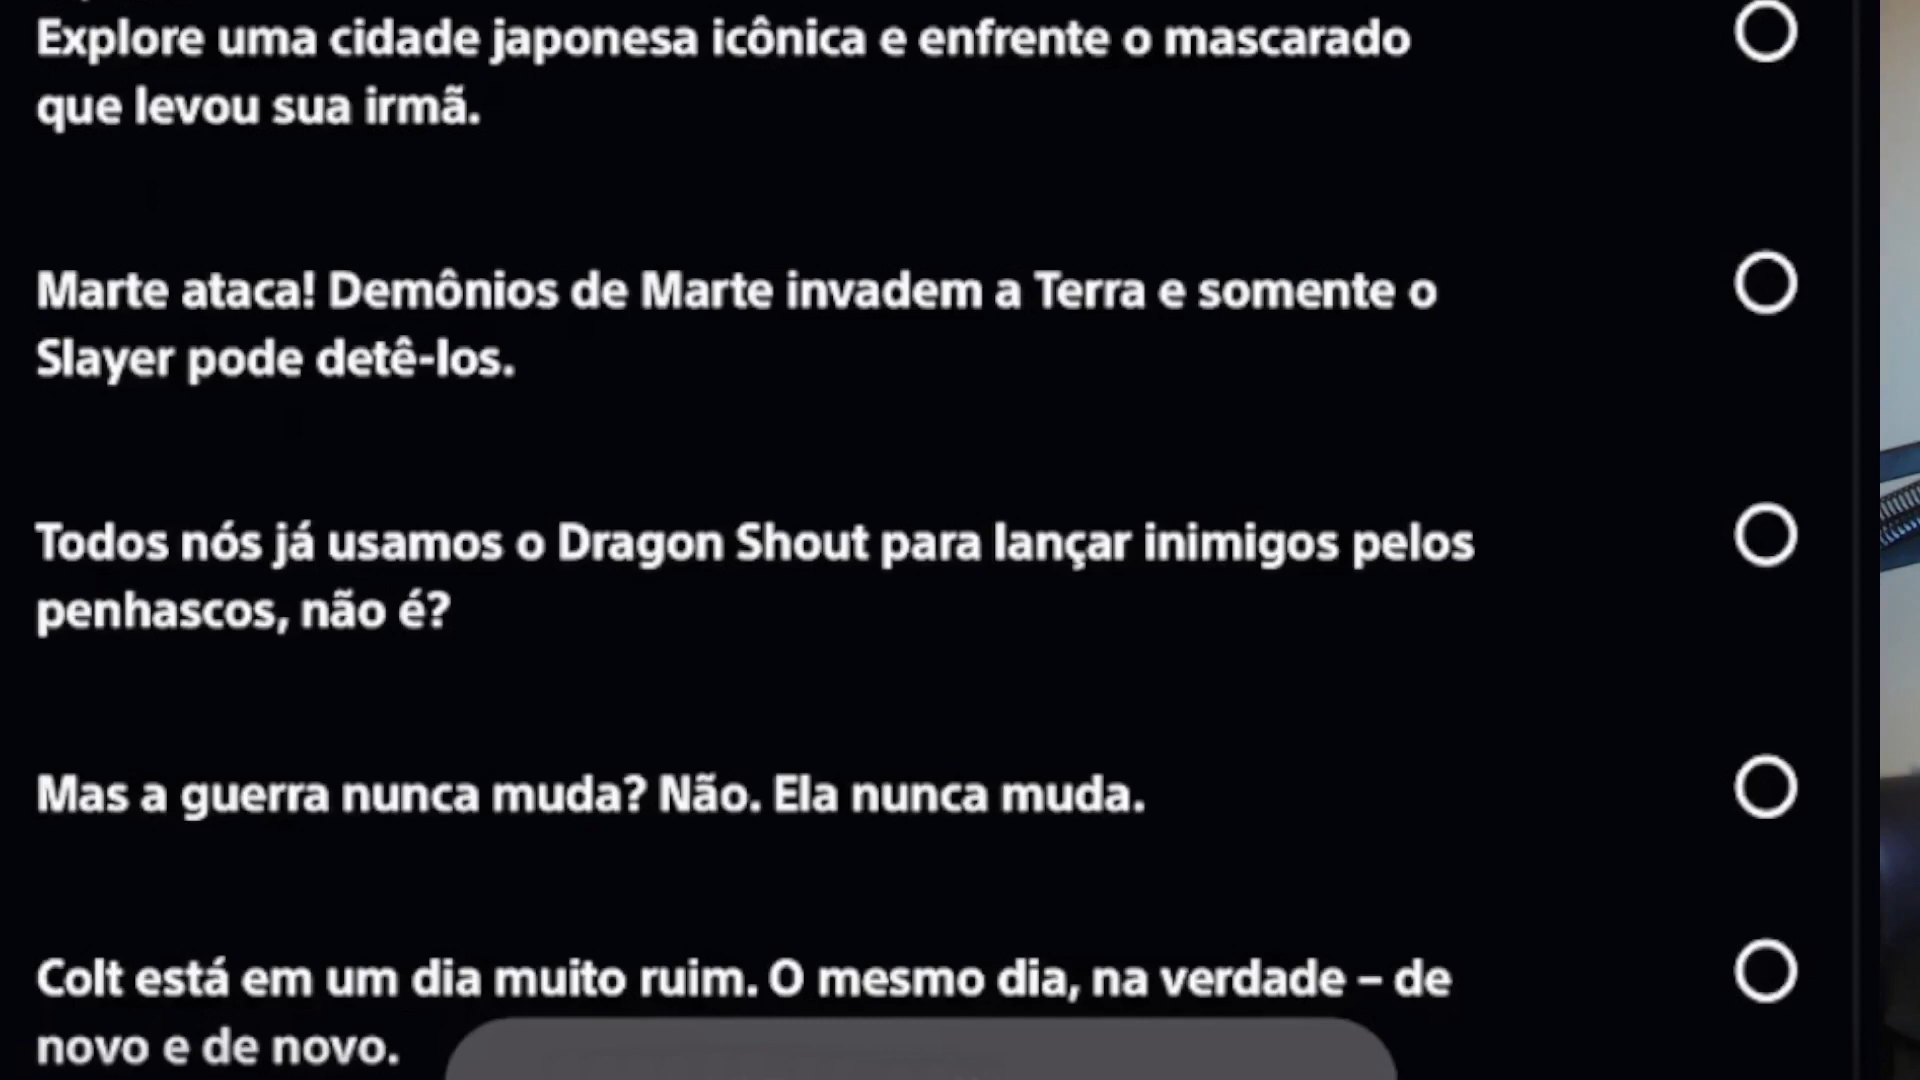 Explore uma cidade japonesa icônica e enfrente o mascarado
que levou sua irmã.
Marte ataca! Demônios de Marte invadem a Terra e somente o
Slayer pode detê-los.
Todos nós já usamos o Dragon Shout para lançar inimigos pelos
penhascos, não é?
Mas a guerra nunca muda? Não. Ela nunca muda.
Colt está em um dia muito ruim. O mesmo dia, na verdade – de
novo e de novo.